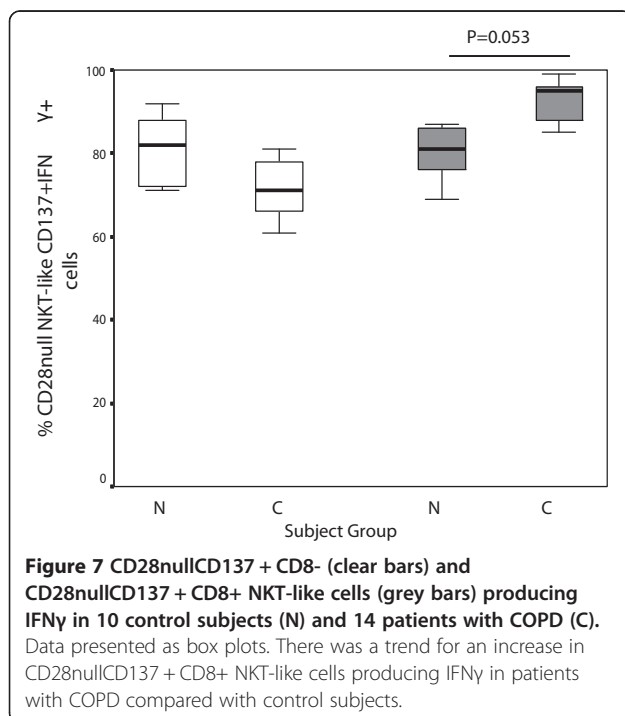 P=0.053
100
80
60
40
20
0
% CD28null NKT-like CD137+IFN γ+
cells
N C N C
Subject Group
Figure 7 CD28nullCD137 + CD8- (clear bars) and
CD28nullCD137 + CD8+ NKT-like cells (grey bars) producing
IFNγ in 10 control subjects (N) and 14 patients with COPD (C).
Data presented as box plots. There was a trend for an increase in
CD28nullCD137 + CD8+ NKT-like cells producing IFNγ in patients
with COPD compared with control subjects.